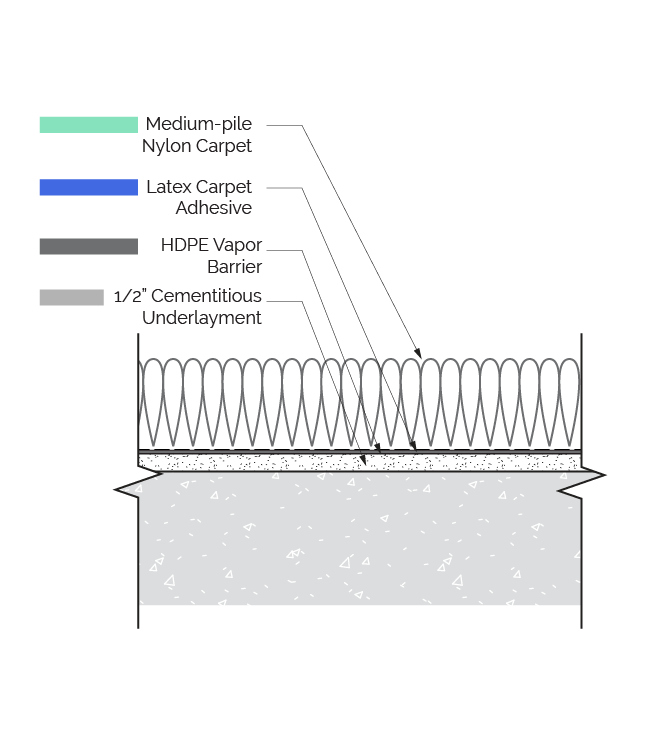 Medium-pile
Nylon Carpet
Latex Carpet
Adhesive
HDPE Vapor
Barrier
1/2” Cementitious
Underlayment